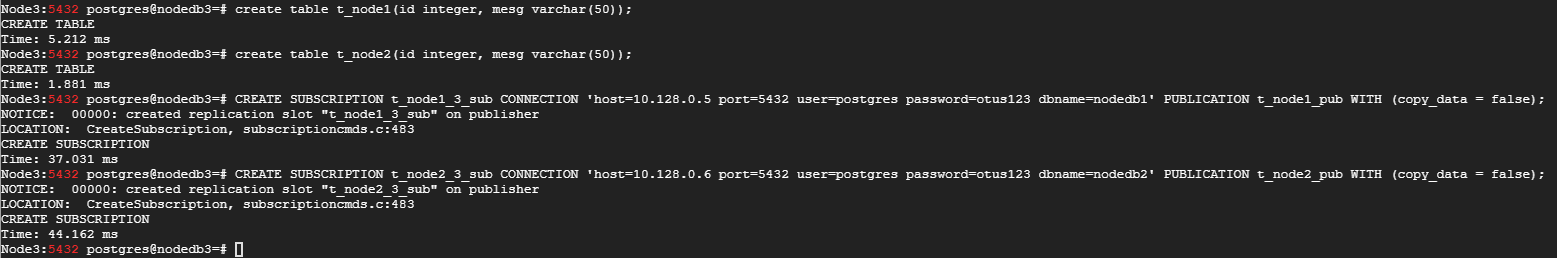 Node3:5432 postgres@nodedb3=# create table t_node1(id integer, mesg varchar(50));
CREATE TABLE
Time: 5.212 ms
Node3:5432 postgres@nodedb3=# create table t_node2(id integer, mesg varchar(50));
CREATE TABLE
Time: 1.881 ms
Node3:5432 postgres@nodedb3=# CREATE SUBSCRIPTION t_node1_3_sub CONNECTION 'host=10.128.0.5 port=5432 user=postgres password=otus123 dbname=nodedb1' PUBLICATION t_node1_pub WITH (copy_data = false);
NOTICE:  00000: created replication slot "t_node1_3_sub" on publisher
LOCATION:  CreateSubscription, subscriptioncmds.c:483
CREATE SUBSCRIPTION
Time: 37.031 ms
Node3:5432 postgres@nodedb3=# CREATE SUBSCRIPTION t_node2_3_sub CONNECTION 'host=10.128.0.6 port=5432 user=postgres password=otus123 dbname=nodedb2' PUBLICATION t_node2_pub WITH (copy_data = false);
NOTICE:  00000: created replication slot "t_node2_3_sub" on publisher
LOCATION:  CreateSubscription, subscriptioncmds.c:483
CREATE SUBSCRIPTION
Time: 44.162 ms
Node3:5432 postgres@nodedb3=#